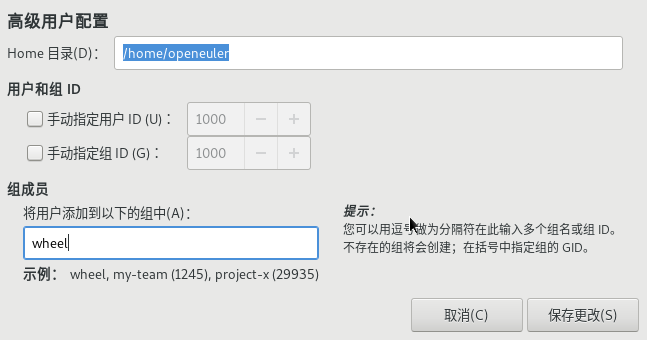 高级用户配置
Home 目录(D)： /home/openeuler
用户和组 ID
手动指定用户 ID (U)： 1000 − +
手动指定组 ID (G)： 1000 − +
组成员
将用户添加到以下的组中(A)：
wheel
示例： wheel, my-team (1245), project-x (29935)
提示：
您可以用逗号做为分隔符在此输入多个组名或组 ID。
不存在的组将会创建；在括号中指定组的 GID。
取消(C) 保存更改(S)